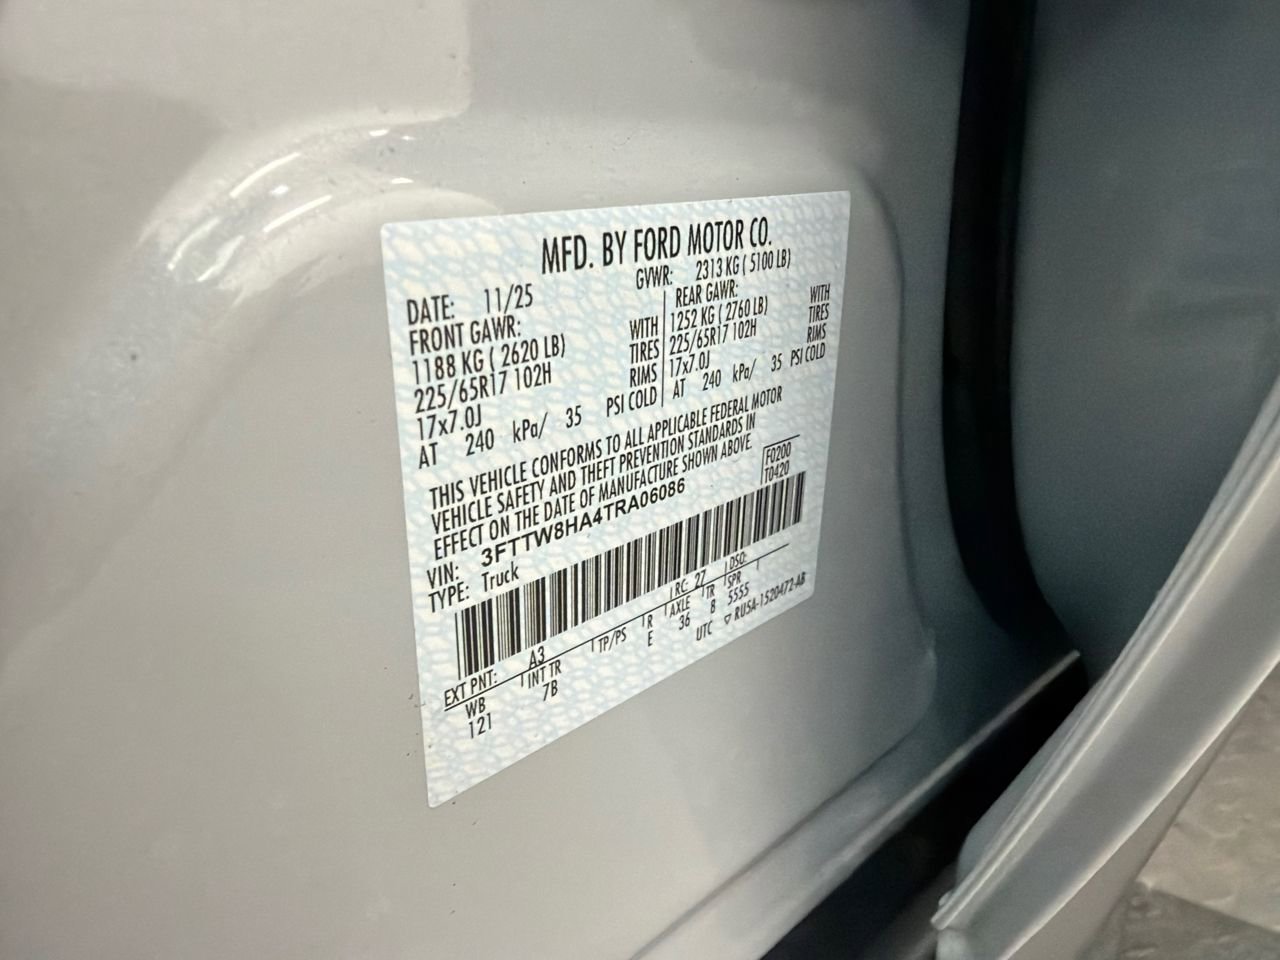 MFD. BY FORD MOTOR CO.
DATE: 11/25 GVWR: 2313 KG ( 5100 LB)
FRONT GAWR: REAR GAWR:
1188 KG ( 2620 LB) WITH 1252 KG ( 2760 LB) WITH
225/65R17 102H TIRES 225/65R17 102H TIRES
17x7.0J RIMS 17x7.0J RIMS
AT 240 kPa/ 35 PSI COLD AT 240 kPa/ 35 PSI COLD
THIS VEHICLE CONFORMS TO ALL APPLICABLE FEDERAL MOTOR
VEHICLE SAFETY AND THEFT PREVENTION STANDARDS IN
EFFECT ON THE DATE OF MANUFACTURE SHOWN ABOVE.
VIN: 3FTTW8HA4TRA06086 F0200
TYPE: Truck T0420
EXT PNT: A3 RC: 27 DSO:
WB INT TR TP/PS R AXLE TR SPR
121 7B E 36 8 5555
UTC ▽ RU5A-1520472-AB